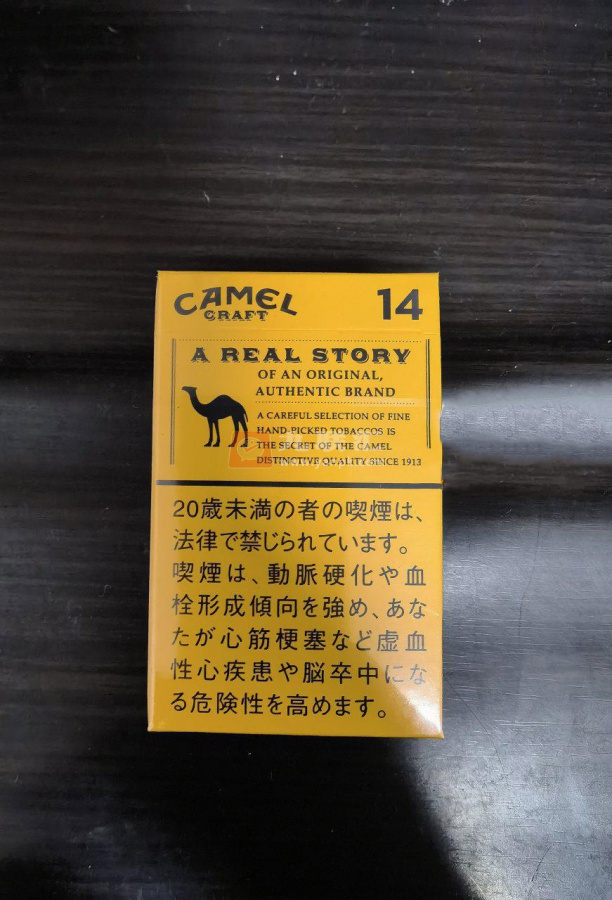 CAMEL
CRAFT
14
A REAL STORY
OF AN ORIGINAL,
AUTHENTIC BRAND
A CAREFUL SELECTION OF FINE
HAND-PICKED TOBACCOS IS
THE SECRET OF THE CAMEL
DISTINCTIVE QUALITY SINCE 1913
20歳未満の者の喫煙は、
法律で禁じられています。
喫煙は、動脈硬化や血
栓形成傾向を強め、あな
たが心筋梗塞など虚血
性心疾患や脳卒中にな
る危険性を高めます。